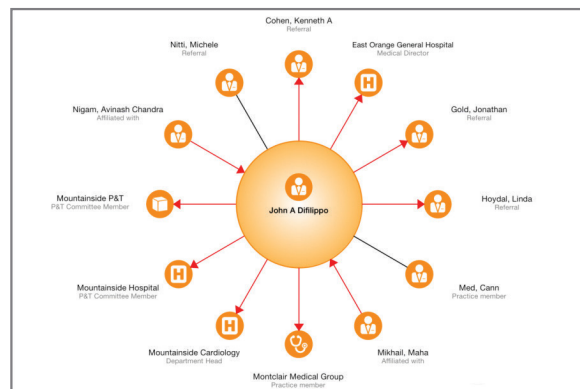 Cohen, Kenneth A
Referral
Nitti, Michele
Referral
East Orange General Hospital
Medical Director
Nigam, Avinash Chandra
Affiliated with
Gold, Jonathan
Referral
Mountainside P&T
P&T Committee Member
John A Difilippo
Hoydal, Linda
Referral
Mountainside Hospital
P&T Committee Member
Med, Cann
Practice member
Mountainside Cardiology
Department Head
Mikhail, Maha
Affiliated with
Montclair Medical Group
Practice member
H
H
H